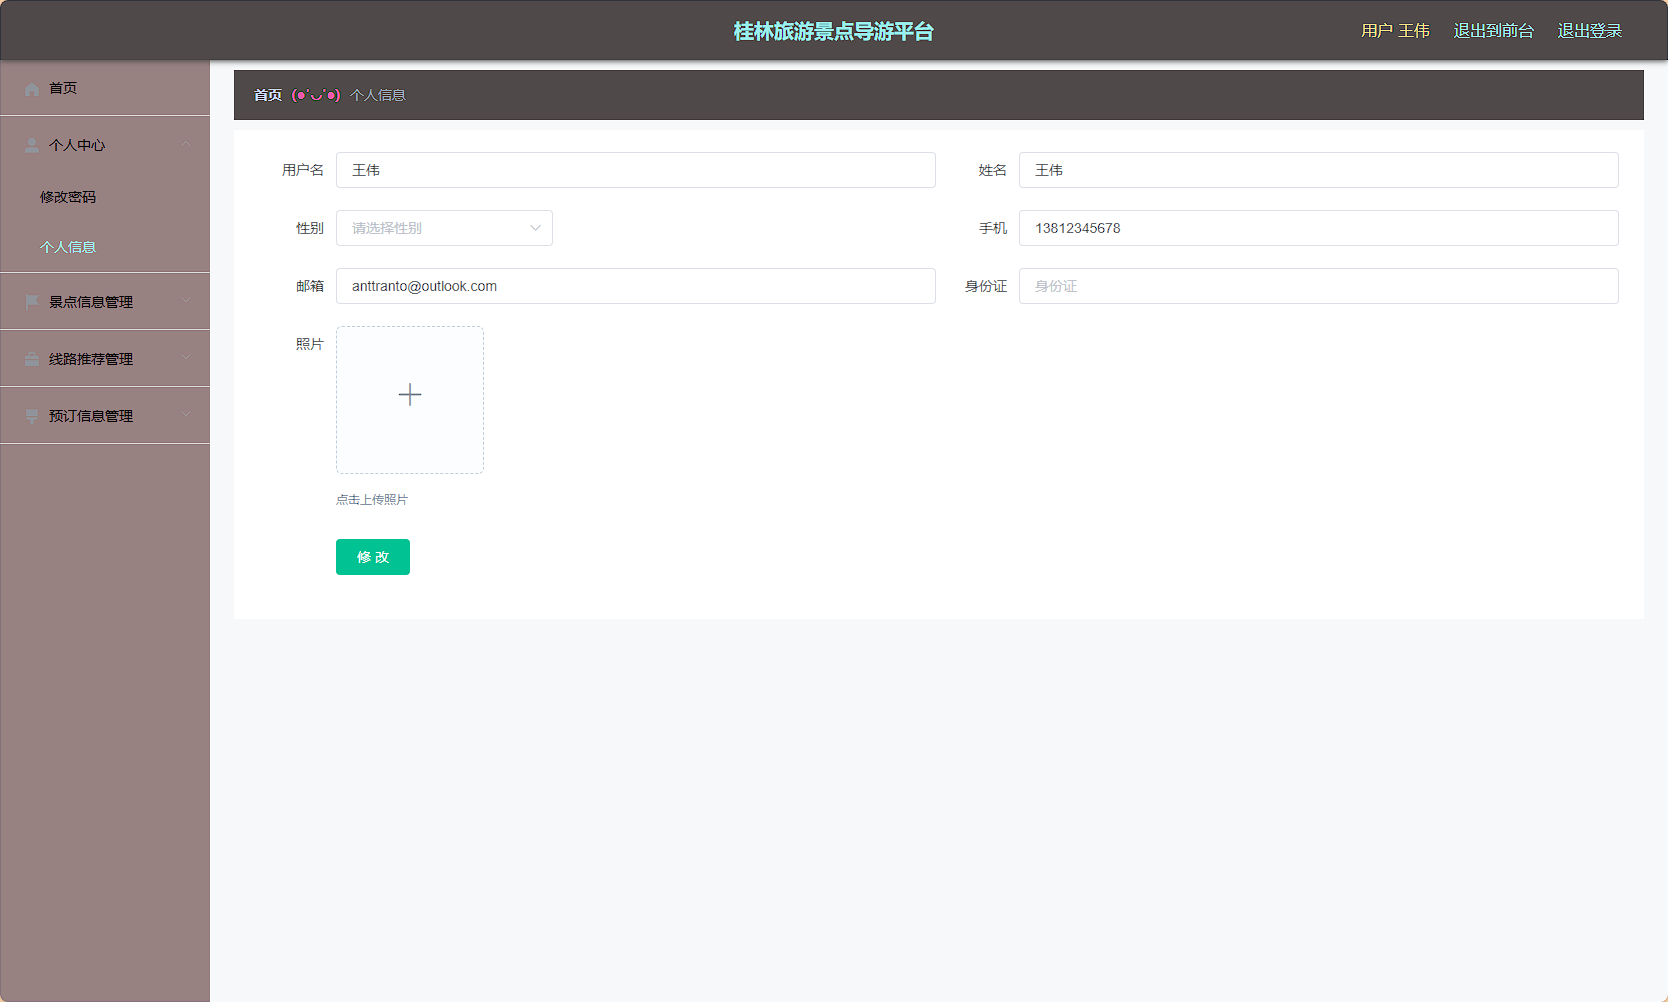 桂林旅游景点导游平台
用户 王伟 退出到前台 退出登录
首页
个人中心
修改密码
个人信息
景点信息管理
线路推荐管理
预订信息管理
首页 (●'◡'●) 个人信息
用户名 王伟 姓名 王伟
性别 请选择性别 手机 13812345678
邮箱 anttranto@outlook.com 身份证 身份证
照片
点击上传照片
修 改